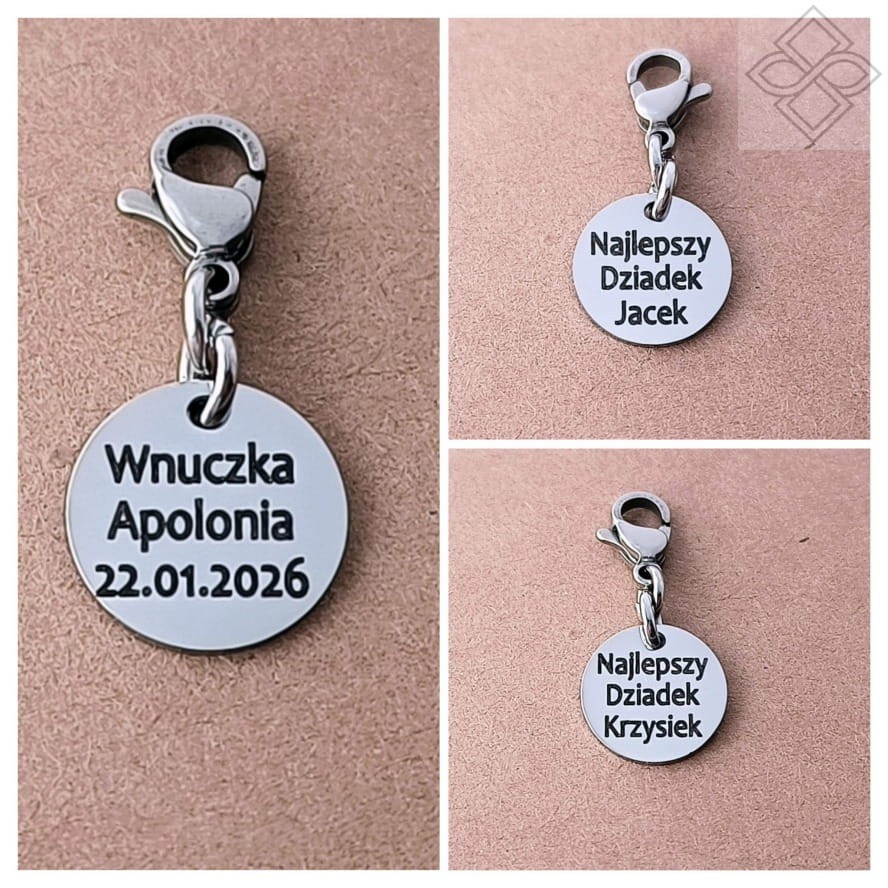 Wnuczka
Apolonia
22.01.2026
Najlepszy
Dziadek
Jacek
Najlepszy
Dziadek
Krzysiek